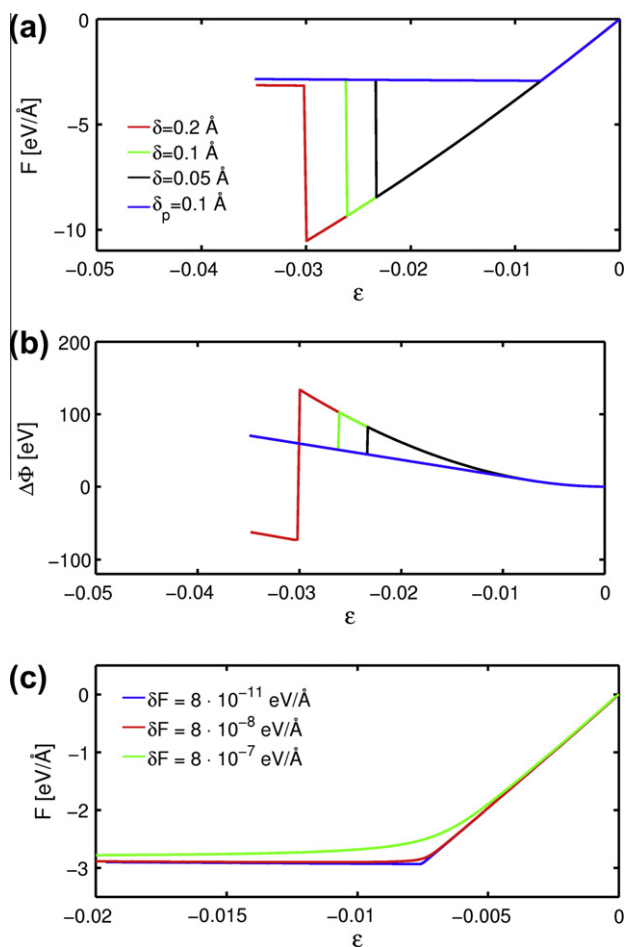 (a)
0
−5
−10
F [eV/Å]
δ=0.2 Å
δ=0.1 Å
δ=0.05 Å
δp=0.1 Å
−0.05 −0.04 −0.03 −0.02 −0.01 0
ε
(b)
200
100
0
−100
ΔΦ [eV]
−0.05 −0.04 −0.03 −0.02 −0.01 0
ε
(c)
0
−1
−2
−3
F [eV/Å]
δF = 8 · 10⁻¹¹ eV/Å
δF = 8 · 10⁻⁸ eV/Å
δF = 8 · 10⁻⁷ eV/Å
−0.02 −0.015 −0.01 −0.005 0
ε